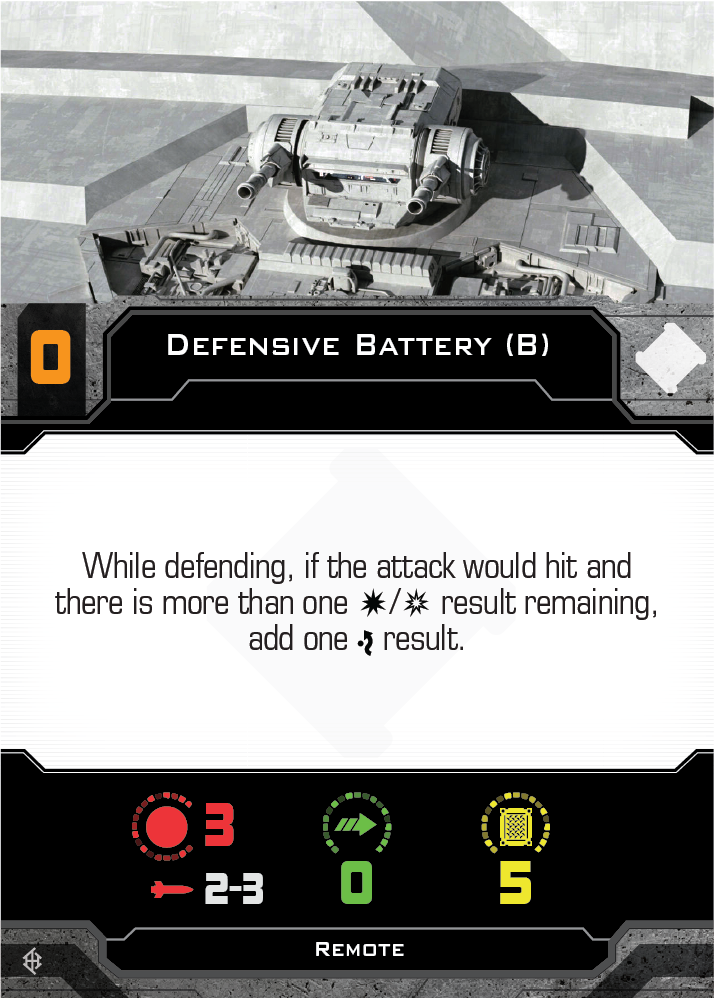 0
Defensive Battery (B)
While defending, if the attack would hit and
there is more than one / result remaining,
add one result.
3
2-3
0
5
Remote